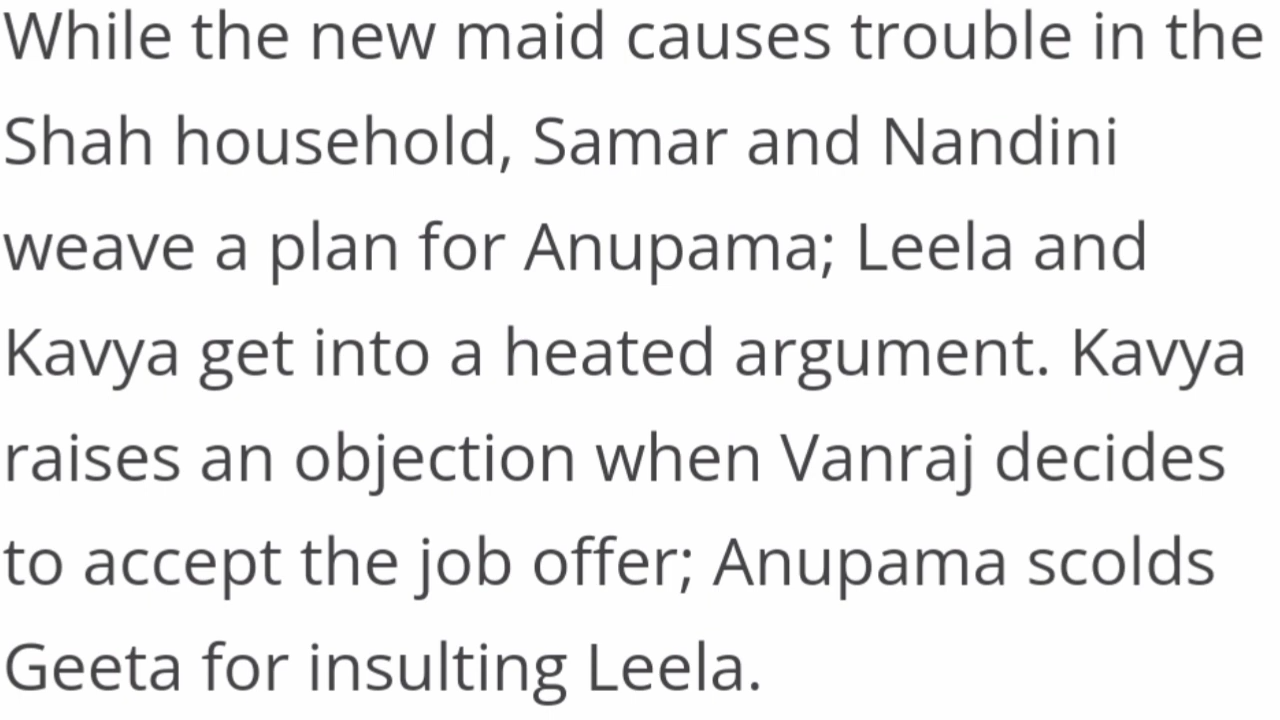 While the new maid causes trouble in the
Shah household, Samar and Nandini
weave a plan for Anupama; Leela and
Kavya get into a heated argument. Kavya
raises an objection when Vanraj decides
to accept the job offer; Anupama scolds
Geeta for insulting Leela.